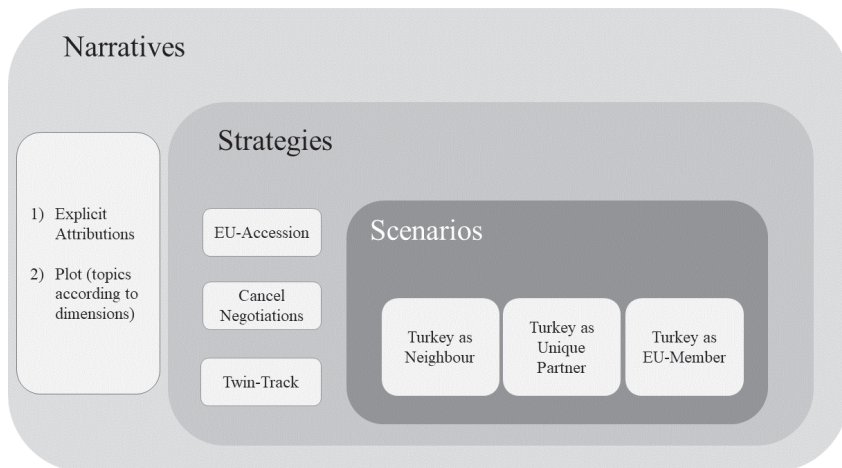 Narratives
Strategies
1) Explicit
Attributions
2) Plot (topics
according to
dimensions)
EU-Accession
Cancel
Negotiations
Twin-Track
Scenarios
Turkey as
Neighbour
Turkey as
Unique
Partner
Turkey as
EU-Member